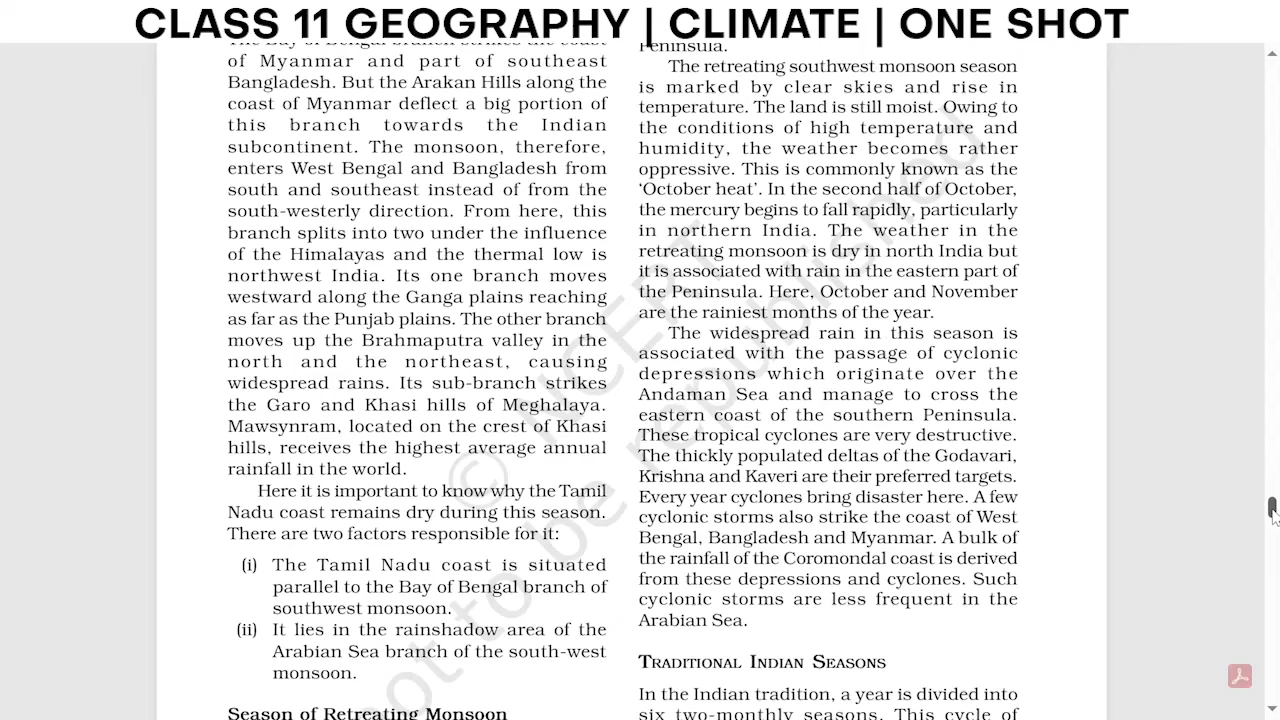 CLASS 11 GEOGRAPHY | CLIMATE | ONE SHOT
The Bay of Bengal branch strikes the coast
of Myanmar and part of southeast
Bangladesh. But the Arakan Hills along the
coast of Myanmar deflect a big portion of
this branch towards the Indian
subcontinent. The monsoon, therefore,
enters West Bengal and Bangladesh from
south and southeast instead of from the
south-westerly direction. From here, this
branch splits into two under the influence
of the Himalayas and the thermal low is
northwest India. Its one branch moves
westward along the Ganga plains reaching
as far as the Punjab plains. The other branch
moves up the Brahmaputra valley in the
north and the northeast, causing
widespread rains. Its sub-branch strikes
the Garo and Khasi hills of Meghalaya.
Mawsynram, located on the crest of Khasi
hills, receives the highest average annual
rainfall in the world.
Here it is important to know why the Tamil
Nadu coast remains dry during this season.
There are two factors responsible for it:
(i) The Tamil Nadu coast is situated
parallel to the Bay of Bengal branch of
southwest monsoon.
(ii) It lies in the rainshadow area of the
Arabian Sea branch of the south-west
monsoon.
Season of Retreating Monsoon
Peninsula.
The retreating southwest monsoon season
is marked by clear skies and rise in
temperature. The land is still moist. Owing to
the conditions of high temperature and
humidity, the weather becomes rather
oppressive. This is commonly known as the
‘October heat’. In the second half of October,
the mercury begins to fall rapidly, particularly
in northern India. The weather in the
retreating monsoon is dry in north India but
it is associated with rain in the eastern part of
the Peninsula. Here, October and November
are the rainiest months of the year.
The widespread rain in this season is
associated with the passage of cyclonic
depressions which originate over the
Andaman Sea and manage to cross the
eastern coast of the southern Peninsula.
These tropical cyclones are very destructive.
The thickly populated deltas of the Godavari,
Krishna and Kaveri are their preferred targets.
Every year cyclones bring disaster here. A few
cyclonic storms also strike the coast of West
Bengal, Bangladesh and Myanmar. A bulk of
the rainfall of the Coromondal coast is derived
from these depressions and cyclones. Such
cyclonic storms are less frequent in the
Arabian Sea.
TRADITIONAL INDIAN SEASONS
In the Indian tradition, a year is divided into
six two-monthly seasons. This cycle of
© NCERT
not to be republished